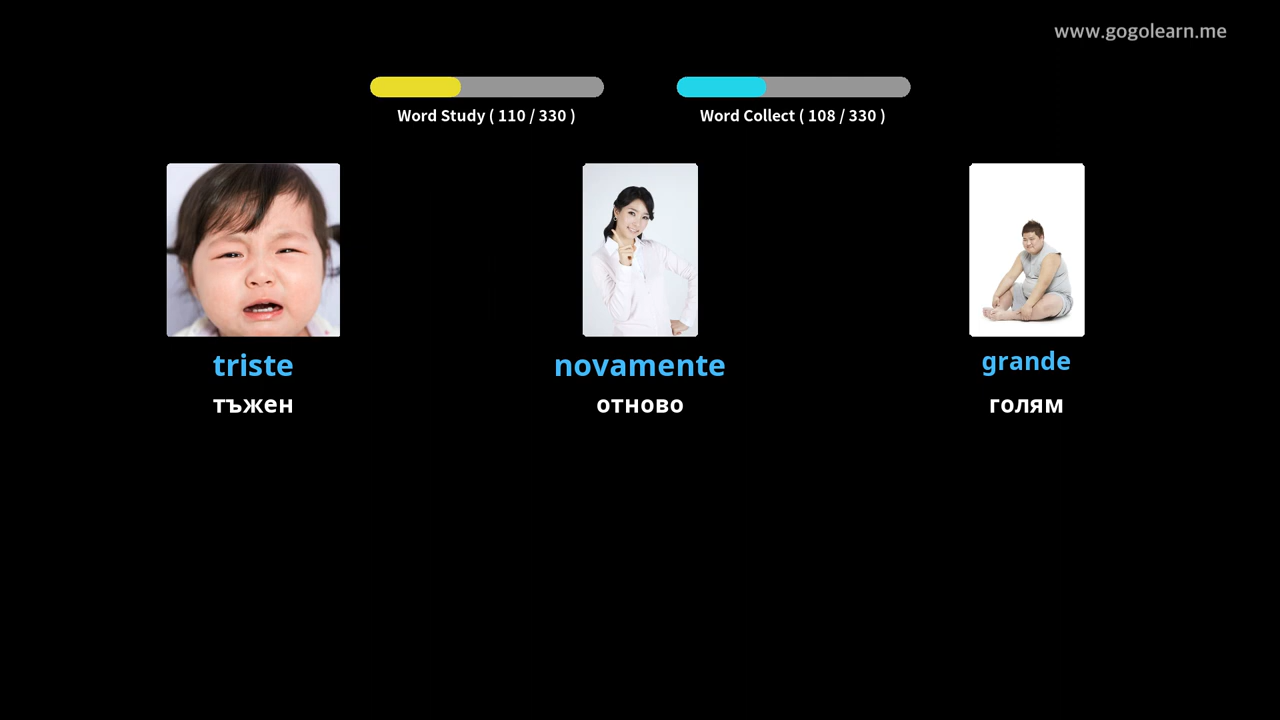 www.gogolearn.me
Word Study ( 110 / 330 )
Word Collect ( 108 / 330 )
triste
novamente
grande
тъжен
отново
голям